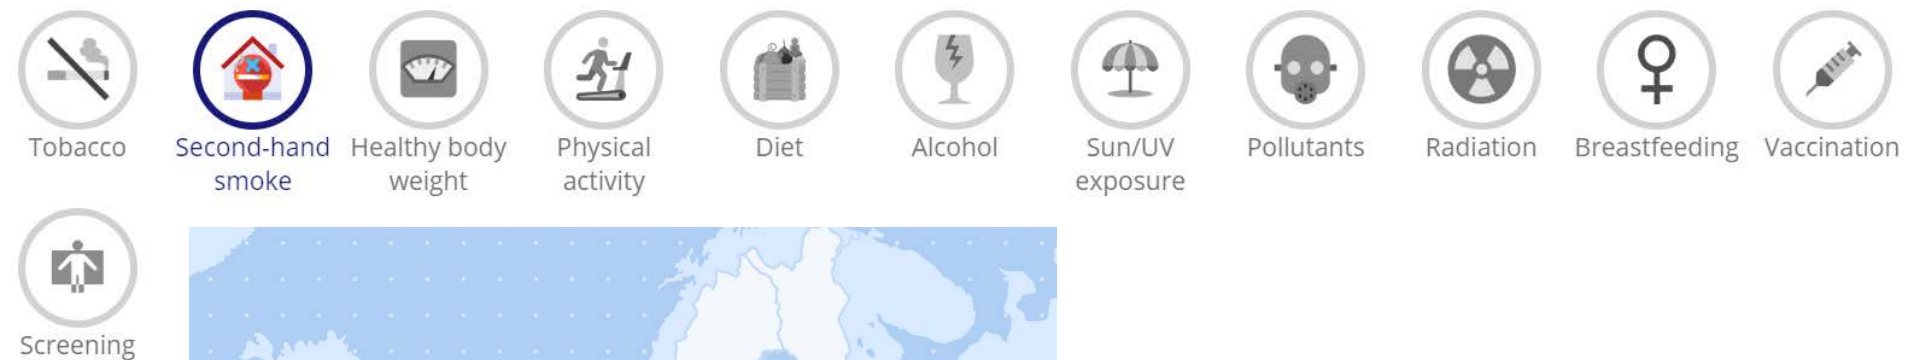 Tobacco
Second-hand
smoke
Healthy body
weight
Physical
activity
Diet
Alcohol
Sun/UV
exposure
Pollutants
Radiation
Breastfeeding
Vaccination
Screening